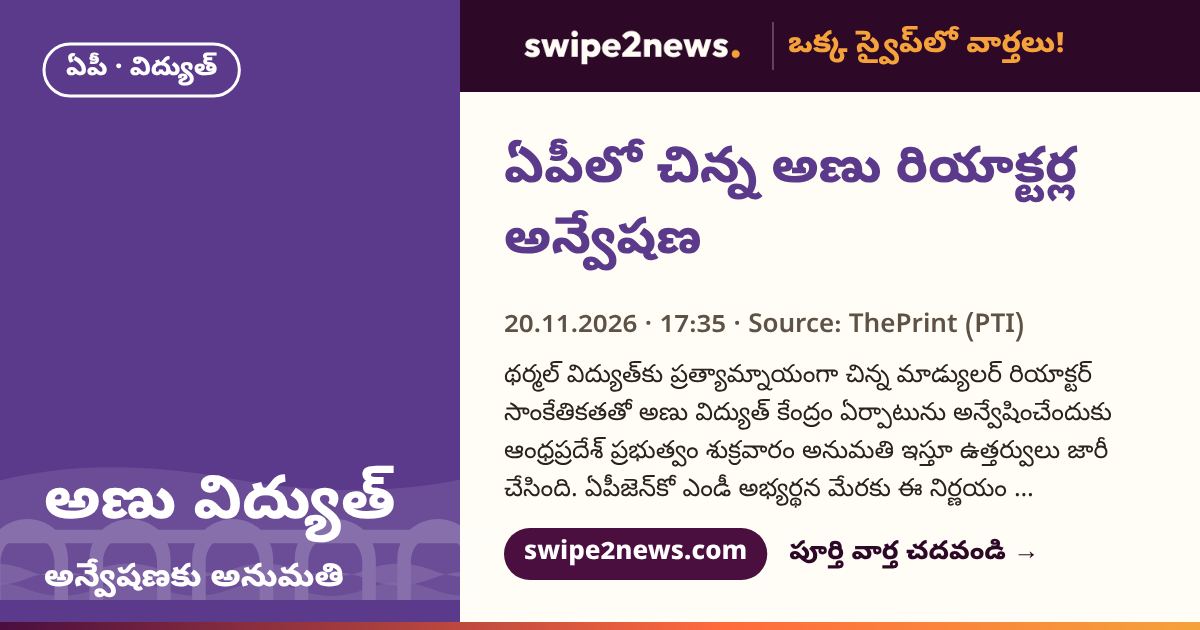 ఏపీ · విద్యుత్
అణు విద్యుత్
అన్వేషణకు అనుమతి
swipe2news.
ఒక్క స్వైప్‌లో వార్తలు!
ఏపీలో చిన్న అణు రియాక్టర్ల
అన్వేషణ
20.11.2026 · 17:35 · Source: ThePrint (PTI)
థర్మల్ విద్యుత్‌కు ప్రత్యామ్నాయంగా చిన్న మాడ్యులర్ రియాక్టర్
సాంకేతికతతో అణు విద్యుత్ కేంద్రం ఏర్పాటును అన్వేషించేందుకు
ఆంధ్రప్రదేశ్ ప్రభుత్వం శుక్రవారం అనుమతి ఇస్తూ ఉత్తర్వులు జారీ
చేసింది. ఏపీజెన్‌కో ఎండీ అభ్యర్థన మేరకు ఈ నిర్ణయం ...
swipe2news.com
పూర్తి వార్త చదవండి →